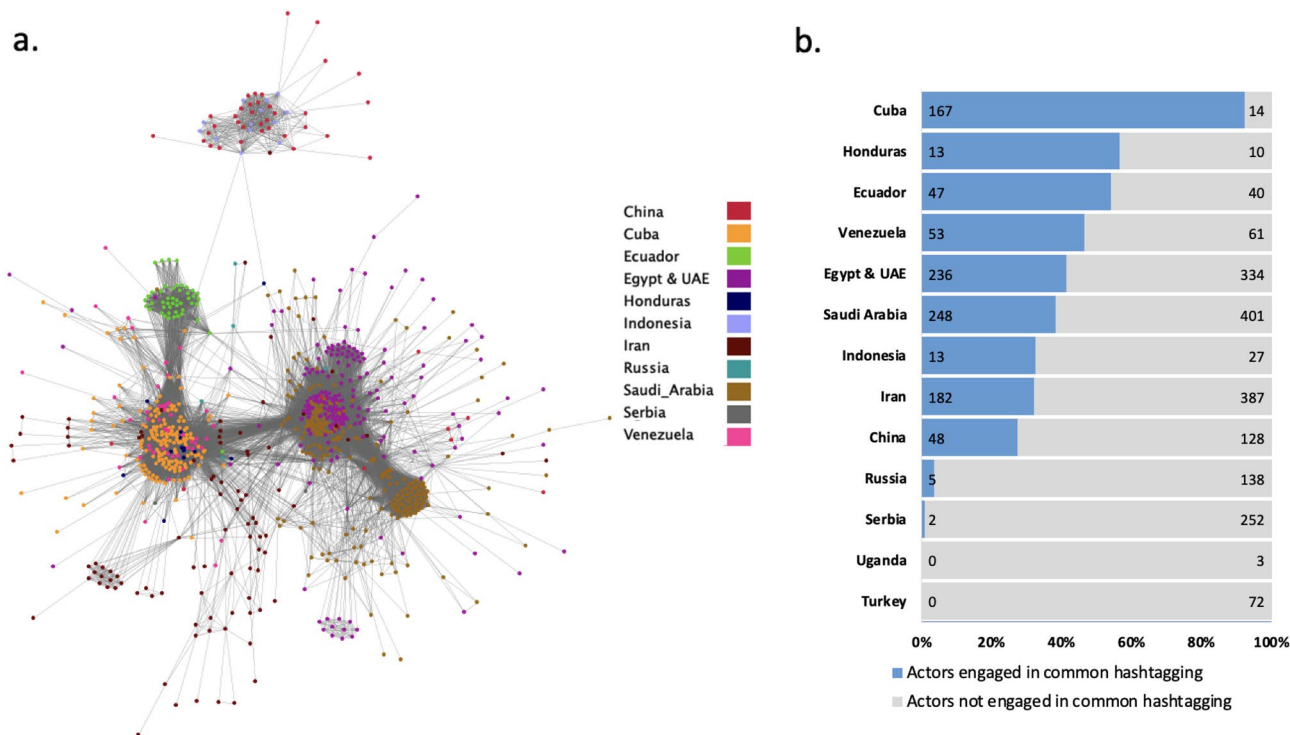 a.
China
Cuba
Ecuador
Egypt & UAE
Honduras
Indonesia
Iran
Russia
Saudi_Arabia
Serbia
Venezuela
b.
Cuba 167 14
Honduras 13 10
Ecuador 47 40
Venezuela 53 61
Egypt & UAE 236 334
Saudi Arabia 248 401
Indonesia 13 27
Iran 182 387
China 48 128
Russia 5 138
Serbia 2 252
Uganda 0 3
Turkey 0 72
0% 20% 40% 60% 80% 100%
Actors engaged in common hashtagging
Actors not engaged in common hashtagging